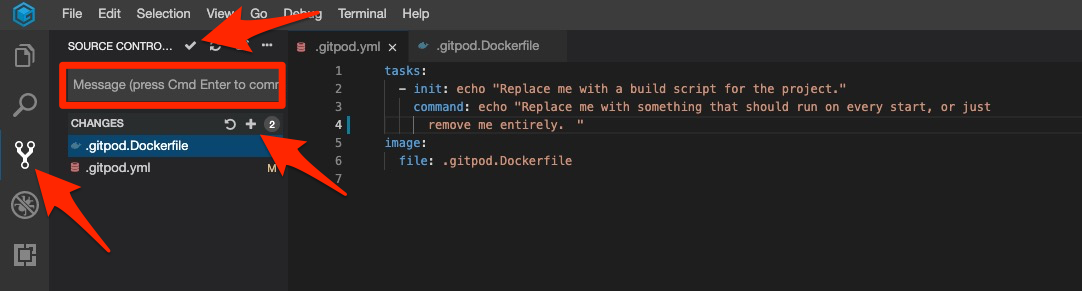 File Edit Selection View Go Debug Terminal Help
SOURCE CONTRO...
Message (press Cmd Enter to comm
CHANGES 2
.gitpod.Dockerfile
.gitpod.yml M
.gitpod.yml .gitpod.Dockerfile
1 tasks:
2 - init: echo "Replace me with a build script for the project."
3 command: echo "Replace me with something that should run on every start, or just
4 remove me entirely.  "
5 image:
6 file: .gitpod.Dockerfile
7